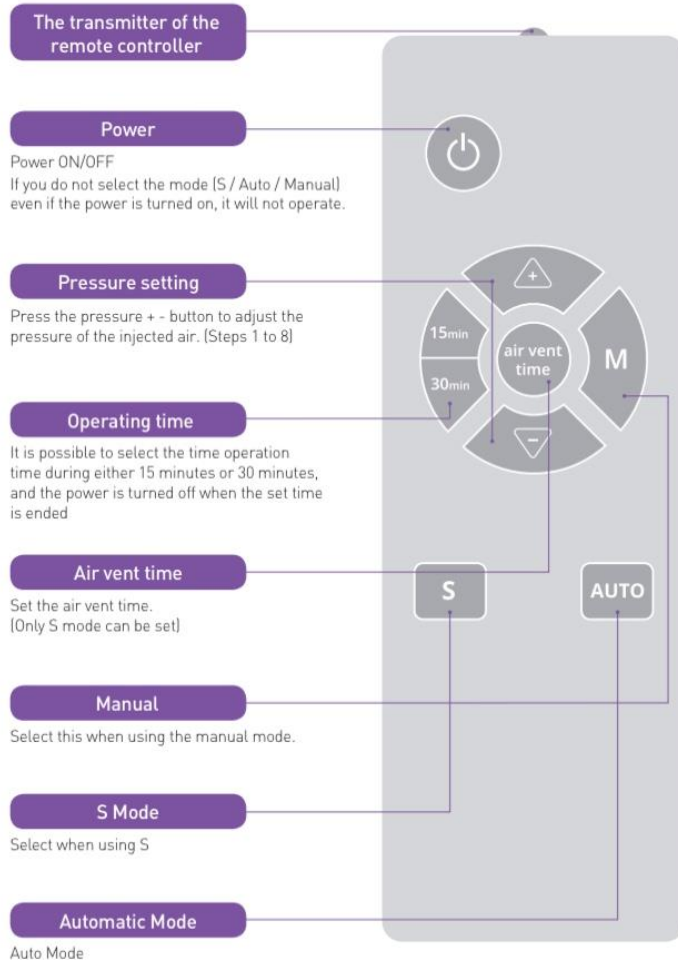 The transmitter of the
remote controller
Power
Power ON/OFF
If you do not select the mode (S / Auto / Manual)
even if the power is turned on, it will not operate.
Pressure setting
Press the pressure + - button to adjust the
pressure of the injected air. (Steps 1 to 8)
Operating time
It is possible to select the time operation
time during either 15 minutes or 30 minutes,
and the power is turned off when the set time
is ended
Air vent time
Set the air vent time.
(Only S mode can be set)
Manual
Select this when using the manual mode.
S Mode
Select when using S
Automatic Mode
Auto Mode
+
15min
30min
air vent
time
M
-
S
AUTO